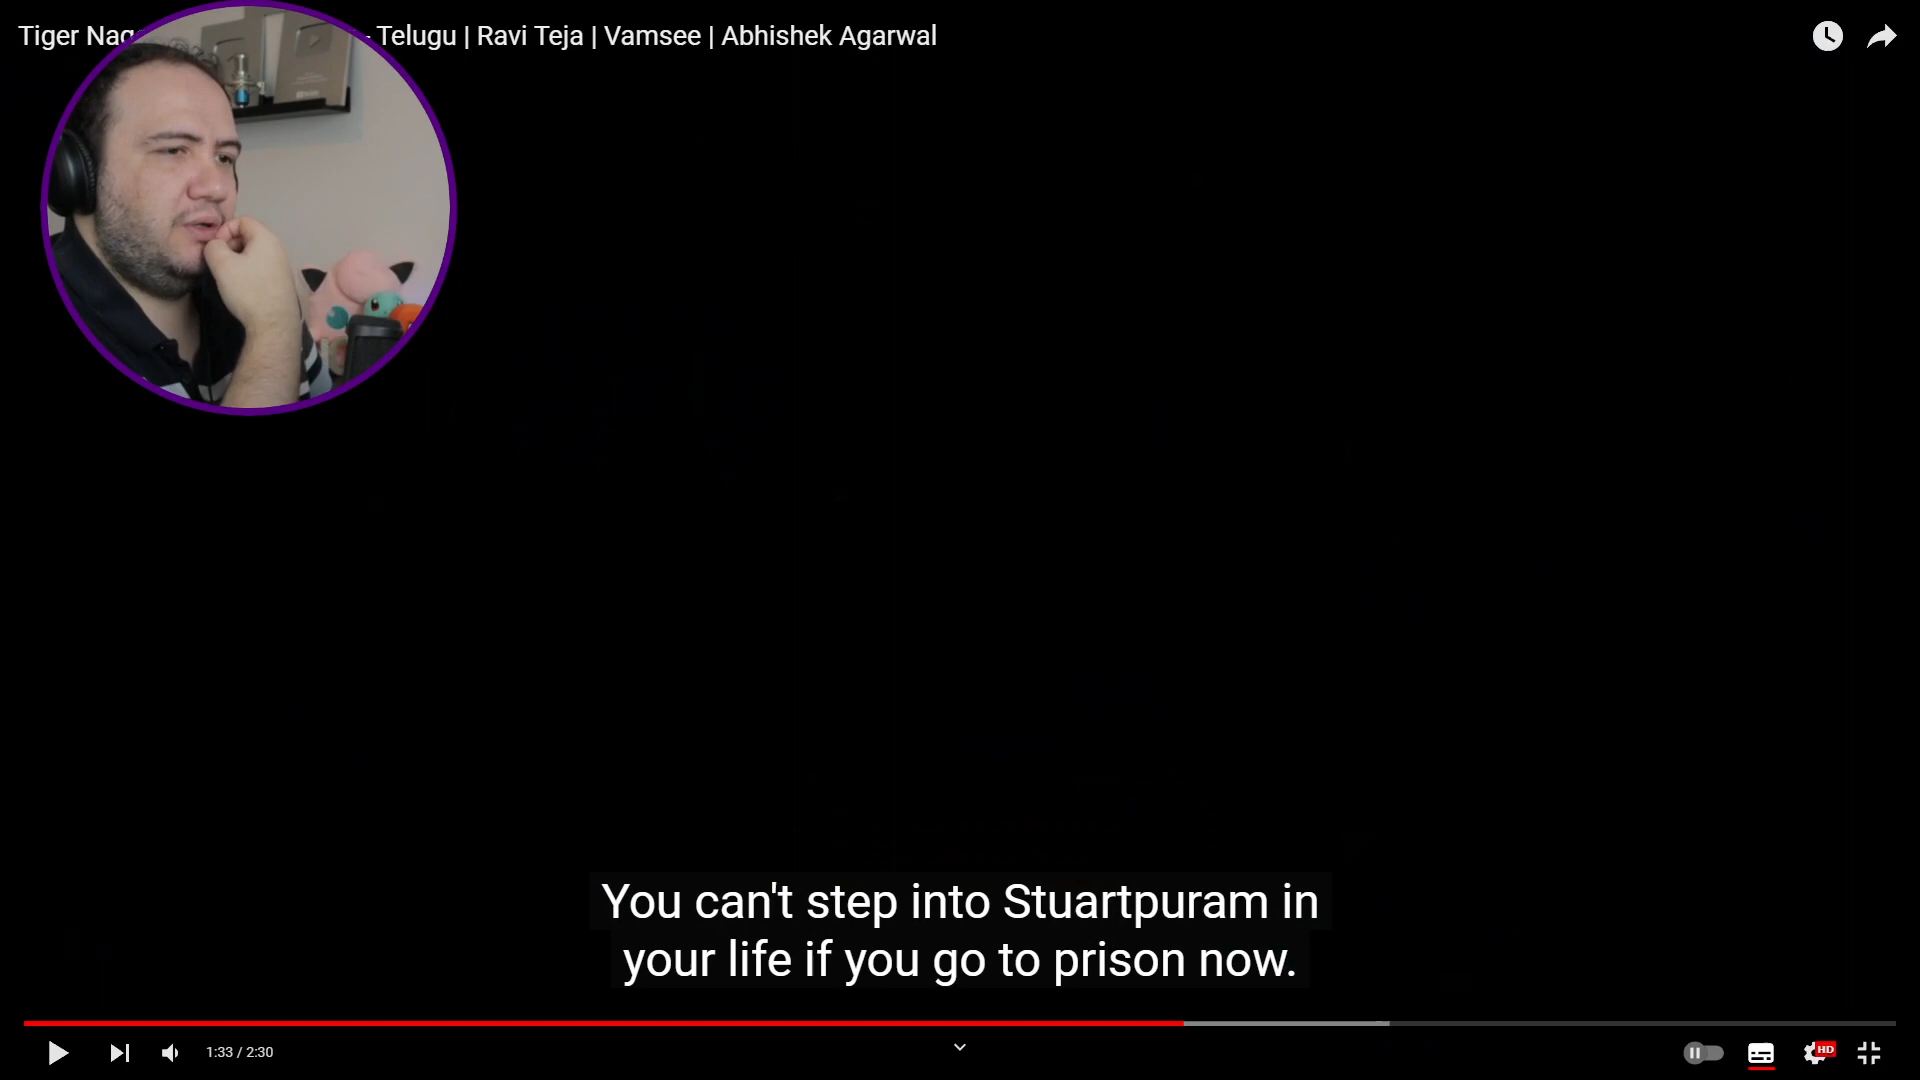 Tiger Nag
- Telugu | Ravi Teja | Vamsee | Abhishek Agarwal
You can't step into Stuartpuram in
your life if you go to prison now.
1:33 / 2:30
HD